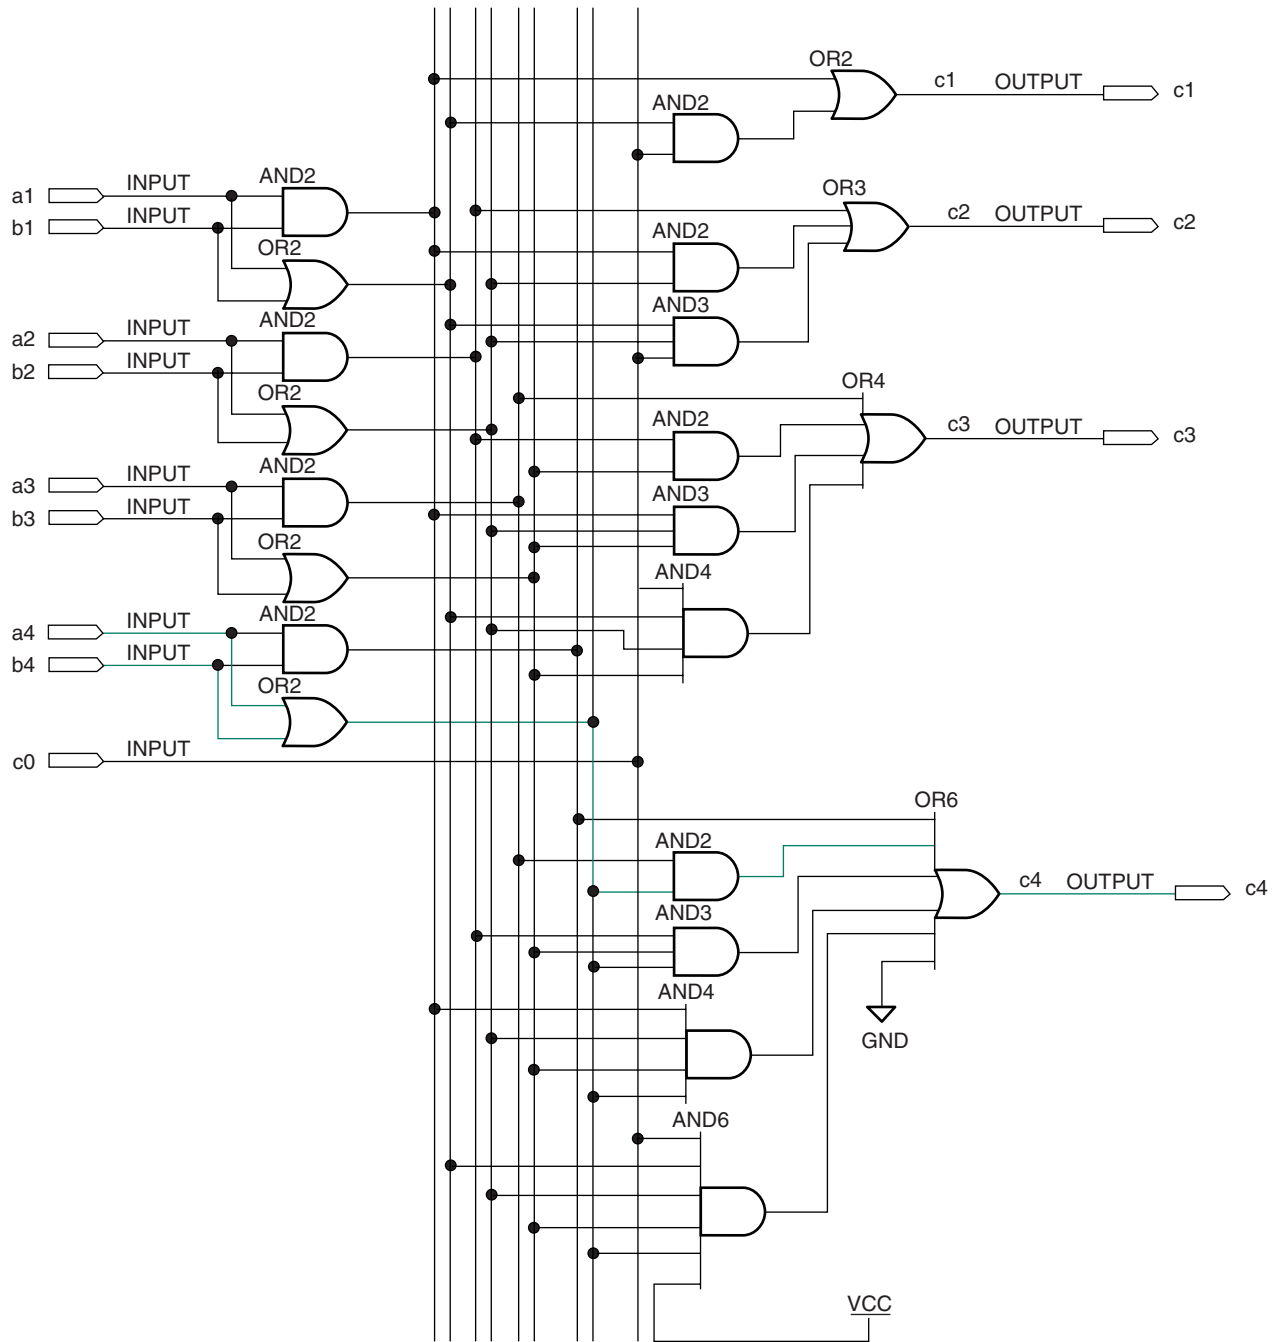 OR2
c1 OUTPUT c1
AND2
a1 INPUT AND2
b1 INPUT
OR2
OR3
c2 OUTPUT c2
AND2
AND3
a2 INPUT AND2
b2 INPUT
OR2
OR4
c3 OUTPUT c3
AND2
AND3
a3 INPUT AND2
b3 INPUT
OR2
AND4
a4 INPUT AND2
b4 INPUT
OR2
c0 INPUT
OR6
AND2
c4 OUTPUT c4
AND3
AND4
GND
AND6
VCC